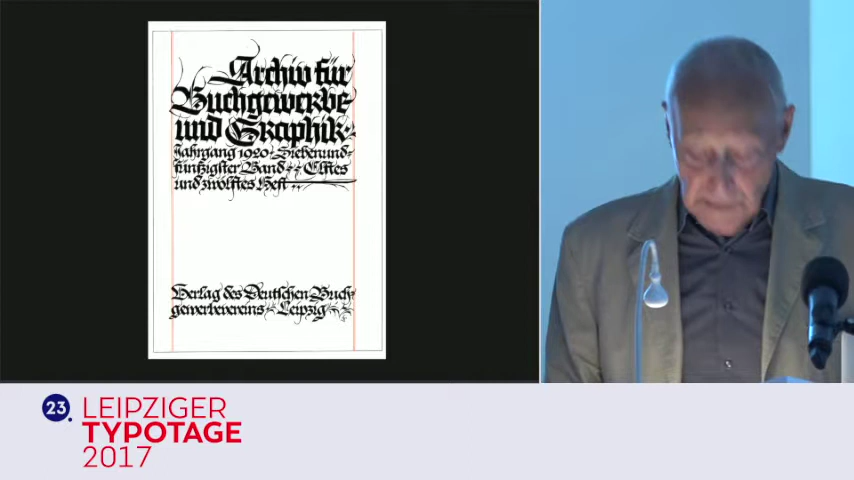 Archiv für
Buchgewerbe
und Graphik
Jahrgang 1920 Siebenund-
fünfzigster Band Elftes
und zwölftes Heft
Verlag des Deutschen Buch-
gewerbevereins Leipzig
23.
LEIPZIGER
TYPOTAGE
2017